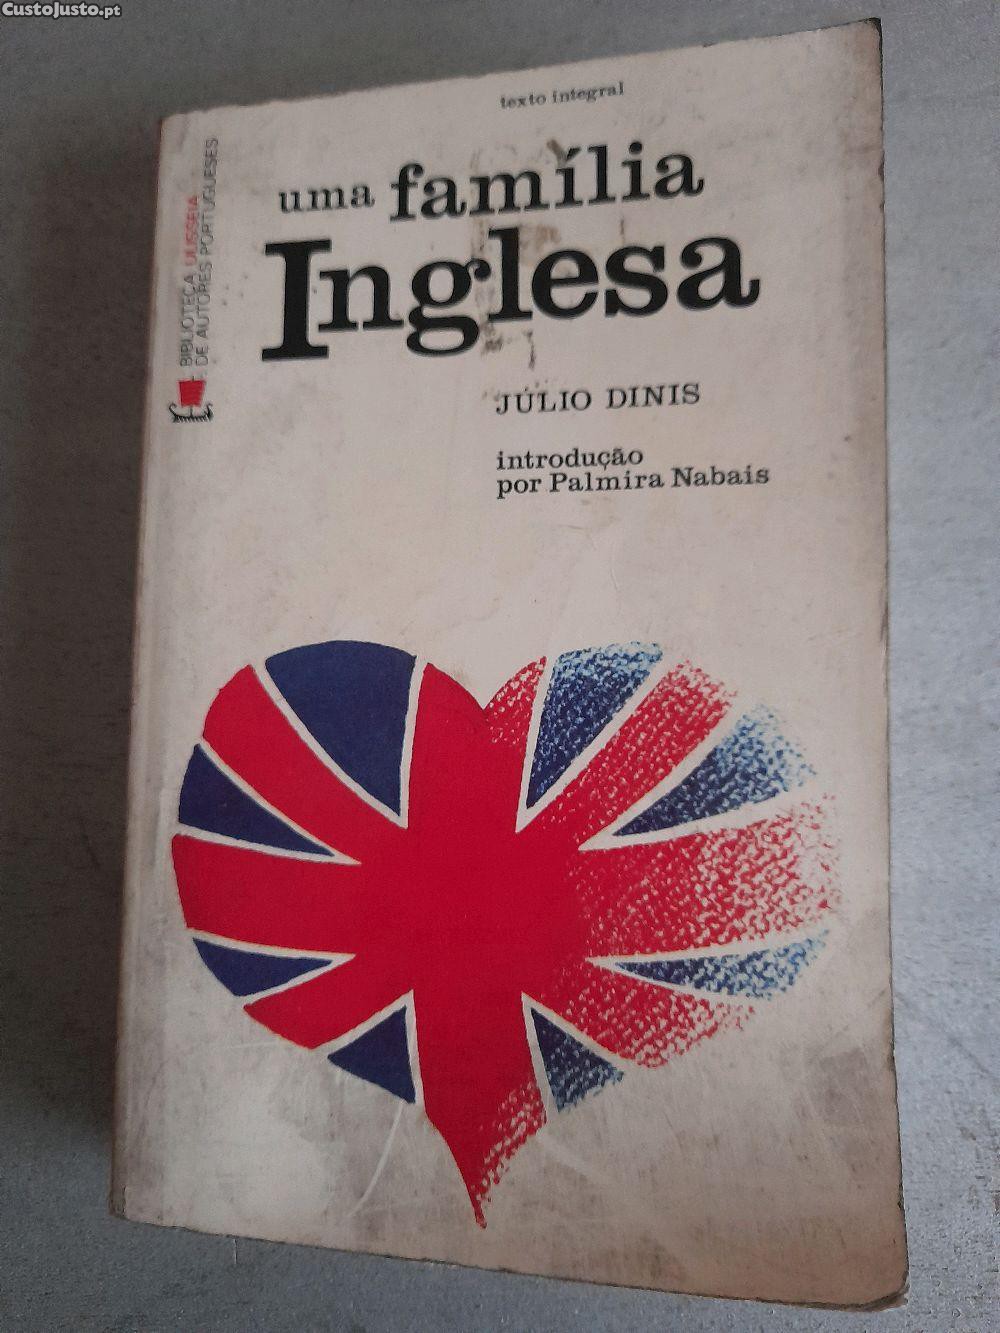 CustoJusto.pt
texto integral
uma família
Inglesa
JÚLIO DINIS
introdução
por Palmira Nabais
BIBLIOTECA ULISSEIA
DE AUTORES PORTUGUESES